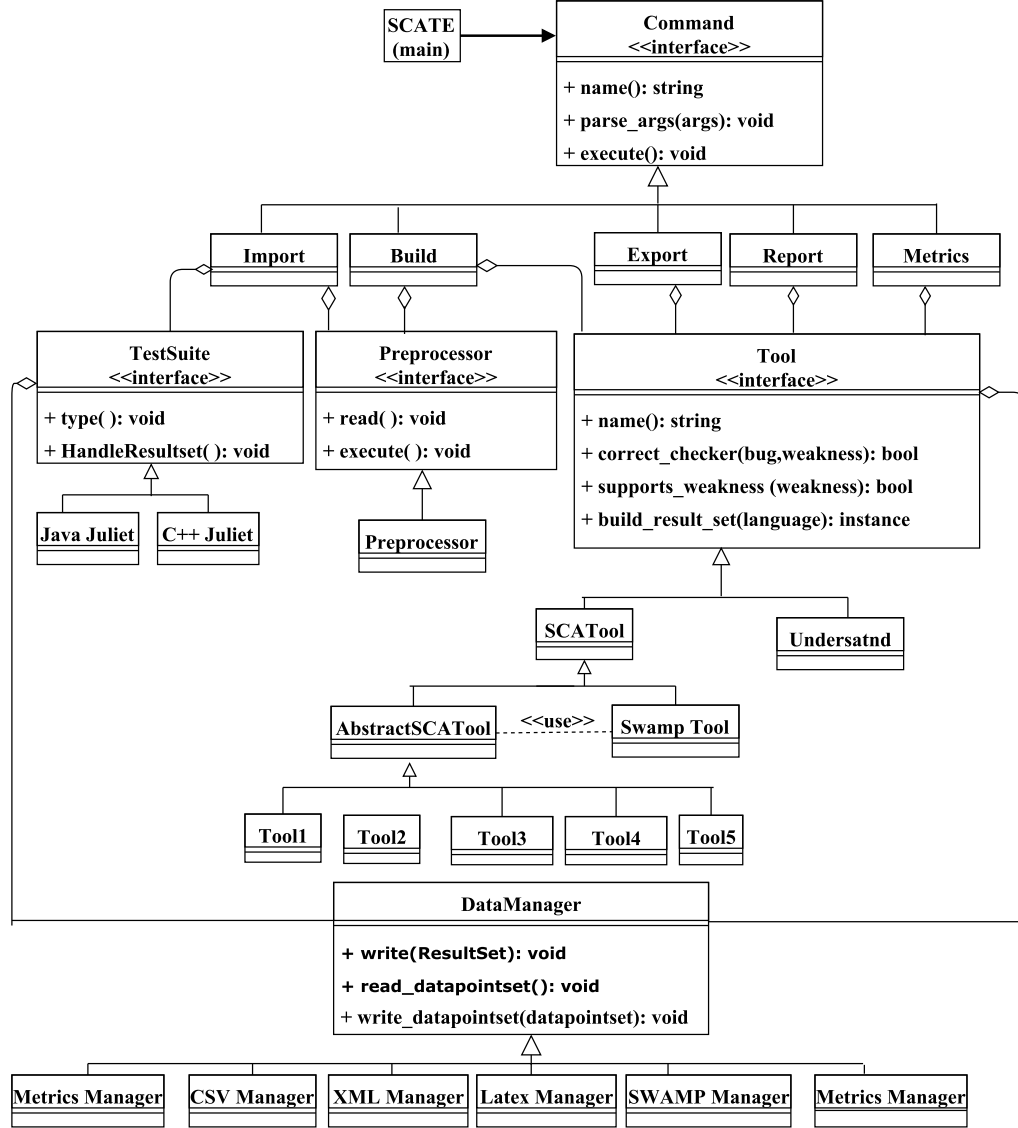 SCATE
(main)
Command
<<interface>>
+ name(): string
+ parse_args(args): void
+ execute(): void
Import
Build
Export
Report
Metrics
TestSuite
<<interface>>
+ type( ): void
+ HandleResultset( ): void
Preprocessor
<<interface>>
+ read( ): void
+ execute( ): void
Tool
<<interface>>
+ name(): string
+ correct_checker(bug,weakness): bool
+ supports_weakness (weakness): bool
+ build_result_set(language): instance
Java Juliet
C++ Juliet
Preprocessor
SCATool
Undersatnd
AbstractSCATool
<<use>>
Swamp Tool
Tool1
Tool2
Tool3
Tool4
Tool5
DataManager
+ write(ResultSet): void
+ read_datapointset(): void
+ write_datapointset(datapointset): void
Metrics Manager
CSV Manager
XML Manager
Latex Manager
SWAMP Manager
Metrics Manager